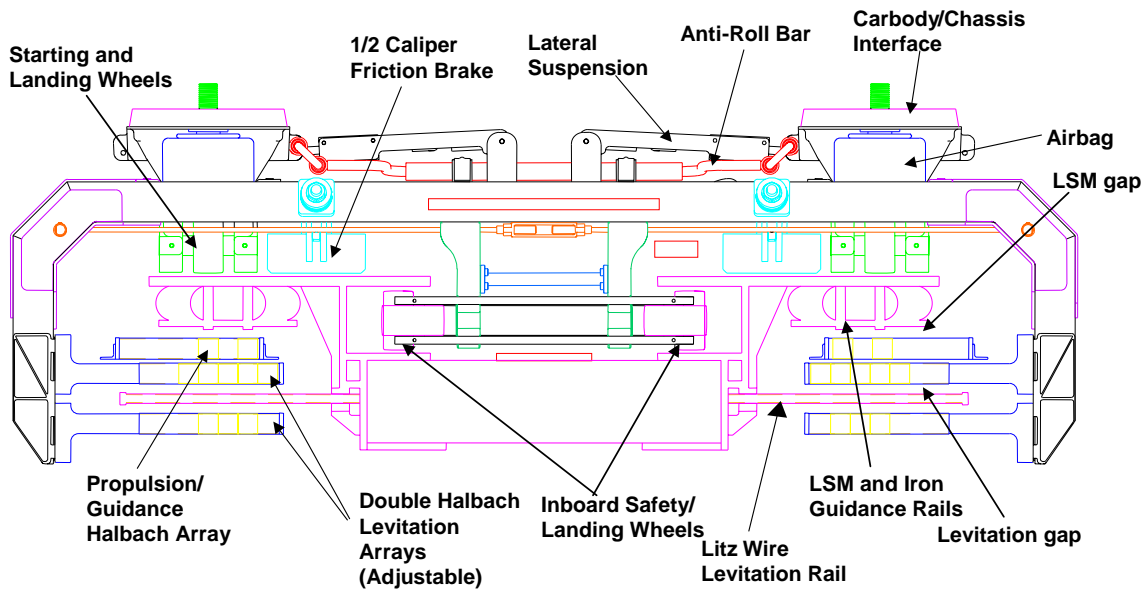 Starting and
Landing Wheels
1/2 Caliper
Friction Brake
Lateral
Suspension
Anti-Roll Bar
Carbody/Chassis
Interface
Airbag
LSM gap
Propulsion/
Guidance
Halbach Array
Double Halbach
Levitation
Arrays
(Adjustable)
Inboard Safety/
Landing Wheels
Litz Wire
Levitation Rail
LSM and Iron
Guidance Rails
Levitation gap